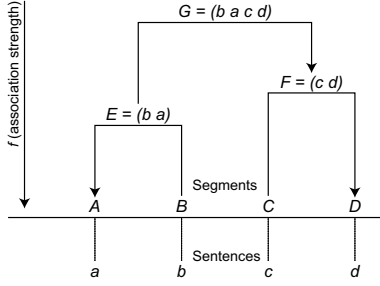 G = (b a c d)
F = (c d)
E = (b a)
f (association strength)
Segments
A B C D
Sentences
a b c d